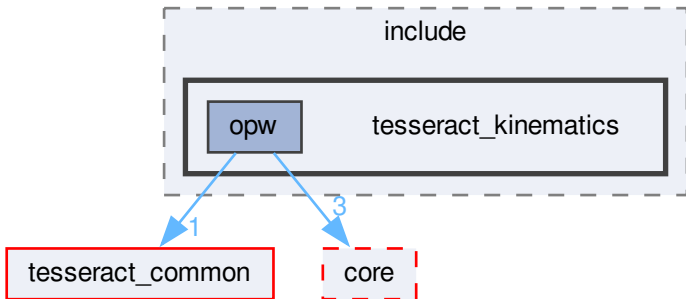 include
opw
tesseract_kinematics
1
3
tesseract_common
core